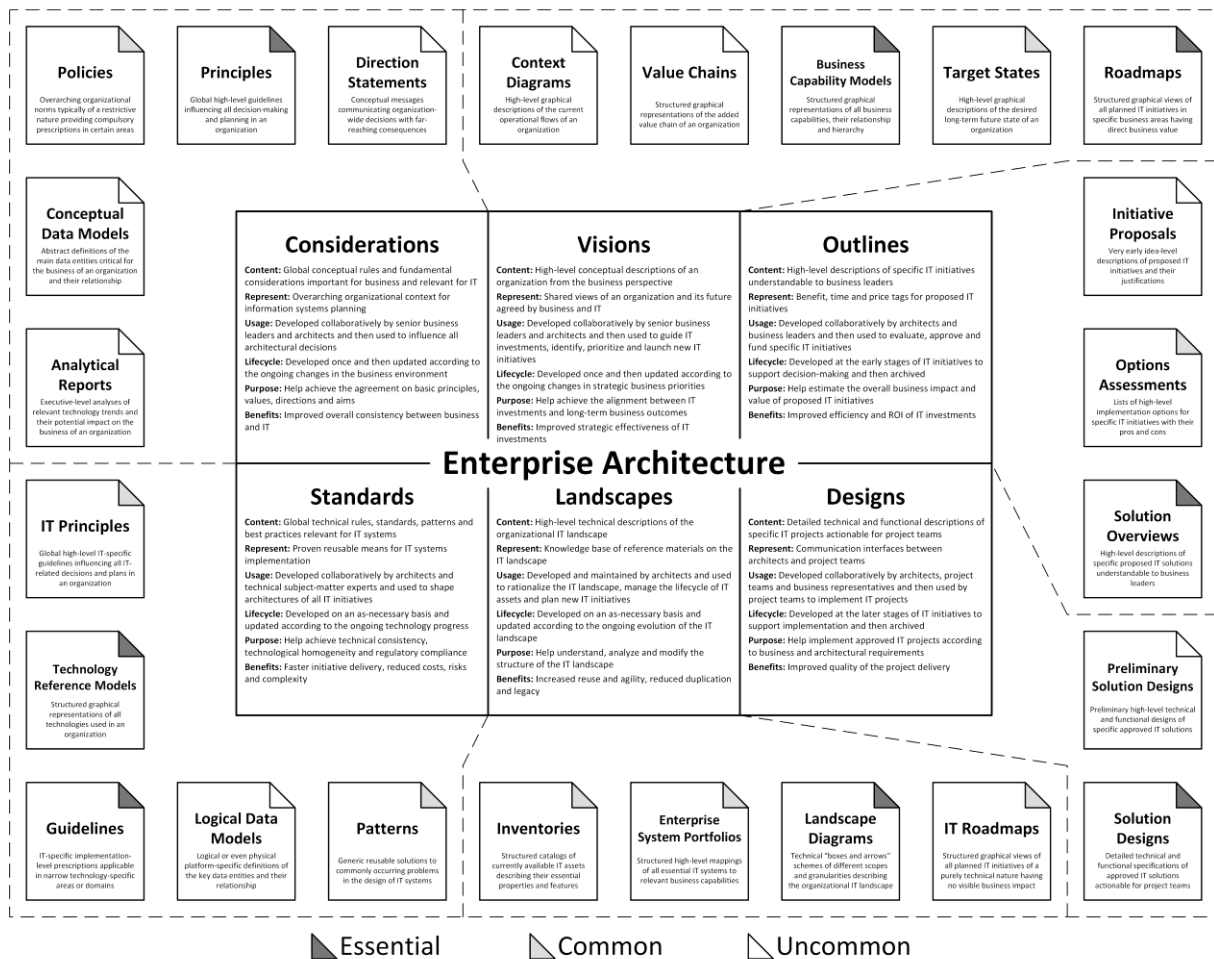 Policies
Overarching organizational
norms typically of a restrictive
nature providing compulsory
prescriptions in certain areas
Principles
Global high-level guidelines
influencing all decision-making
and planning in an
organization
Direction
Statements
Conceptual messages
communicating organization-
wide decisions with far-
reaching consequences
Context
Diagrams
High-level graphical
descriptions of the current
operational flows of an
organization
Value Chains
Structured graphical
representations of the added
value chain of an organization
Business
Capability Models
Structured graphical
representations of all business
capabilities, their relationship
and hierarchy
Target States
High-level graphical
descriptions of the desired
long-term future state of an
organization
Roadmaps
Structured graphical views of
all planned IT initiatives in
specific business areas having
direct business value
Conceptual
Data Models
Abstract definitions of the
main data entities critical for
the business of an organization
and their relationship
Analytical
Reports
Executive-level analyses of
relevant technology trends and
their potential impact on the
business of an organization
Considerations
Content: Global conceptual rules and fundamental
considerations important for business and relevant for IT
Represent: Overarching organizational context for
information systems planning
Usage: Developed collaboratively by senior business
leaders and architects and then used to influence all
architectural decisions
Lifecycle: Developed once and then updated according to
the ongoing changes in the business environment
Purpose: Help achieve the agreement on basic principles,
values, directions and aims
Benefits: Improved overall consistency between business
and IT
Visions
Content: High-level conceptual descriptions of an
organization from the business perspective
Represent: Shared views of an organization and its future
agreed by business and IT
Usage: Developed collaboratively by senior business
leaders and architects and then used to guide IT
investments, identify, prioritize and launch new IT
initiatives
Lifecycle: Developed once and then updated according to
the ongoing changes in strategic business priorities
Purpose: Help achieve the alignment between IT
investments and long-term business outcomes
Benefits: Improved strategic effectiveness of IT
investments
Outlines
Content: High-level descriptions of specific IT initiatives
understandable to business leaders
Represent: Benefit, time and price tags for proposed IT
initiatives
Usage: Developed collaboratively by architects and
business leaders and then used to evaluate, approve and
fund specific IT initiatives
Lifecycle: Developed at the early stages of IT initiatives to
support decision-making and then archived
Purpose: Help estimate the overall business impact and
value of proposed IT initiatives
Benefits: Improved efficiency and ROI of IT investments
Initiative
Proposals
Very early idea-level
descriptions of proposed IT
initiatives and their
justifications
Options
Assessments
Lists of high-level
implementation options for
specific IT initiatives with their
pros and cons
Enterprise Architecture
IT Principles
Global high-level IT-specific
guidelines influencing all IT-
related decisions and plans in
an organization
Technology
Reference Models
Structured graphical
representations of all
technologies used in an
organization
Standards
Content: Global technical rules, standards, patterns and
best practices relevant for IT systems
Represent: Proven reusable means for IT systems
implementation
Usage: Developed collaboratively by architects and
technical subject-matter experts and used to shape
architectures of all IT initiatives
Lifecycle: Developed on an as-necessary basis and
updated according to the ongoing technology progress
Purpose: Help achieve technical consistency,
technological homogeneity and regulatory compliance
Benefits: Faster initiative delivery, reduced costs, risks
and complexity
Landscapes
Content: High-level technical descriptions of the
organizational IT landscape
Represent: Knowledge base of reference materials on the
IT landscape
Usage: Developed and maintained by architects and used
to rationalize the IT landscape, manage the lifecycle of IT
assets and plan new IT initiatives
Lifecycle: Developed on an as-necessary basis and
updated according to the ongoing evolution of the IT
landscape
Purpose: Help understand, analyze and modify the
structure of the IT landscape
Benefits: Increased reuse and agility, reduced duplication
and legacy
Designs
Content: Detailed technical and functional descriptions of
specific IT projects actionable for project teams
Represent: Communication interfaces between
architects and project teams
Usage: Developed collaboratively by architects, project
teams and business representatives and then used by
project teams to implement IT projects
Lifecycle: Developed at the later stages of IT initiatives to
support implementation and then archived
Purpose: Help implement approved IT projects according
to business and architectural requirements
Benefits: Improved quality of the project delivery
Solution
Overviews
High-level descriptions of
specific proposed IT solutions
understandable to business
leaders
Preliminary
Solution Designs
Preliminary high-level technical
and functional designs of
specific approved IT solutions
Guidelines
IT-specific implementation-
level prescriptions applicable
in narrow technology-specific
areas or domains
Logical Data
Models
Logical or even physical
platform-specific definitions of
the key data entities and their
relationship
Patterns
Generic reusable solutions to
commonly occurring problems
in the design of IT systems
Inventories
Structured catalogs of
currently available IT assets
describing their essential
properties and features
Enterprise
System Portfolios
Structured high-level mappings
of all essential IT systems to
relevant business capabilities
Landscape
Diagrams
Technical "boxes and arrows"
schemes of different scopes
and granularities describing
the organizational IT landscape
IT Roadmaps
Structured graphical views of
all planned IT initiatives of a
purely technical nature having
no visible business impact
Solution
Designs
Detailed technical and
functional specifications of
approved IT solutions
actionable for project teams
Essential
Common
Uncommon